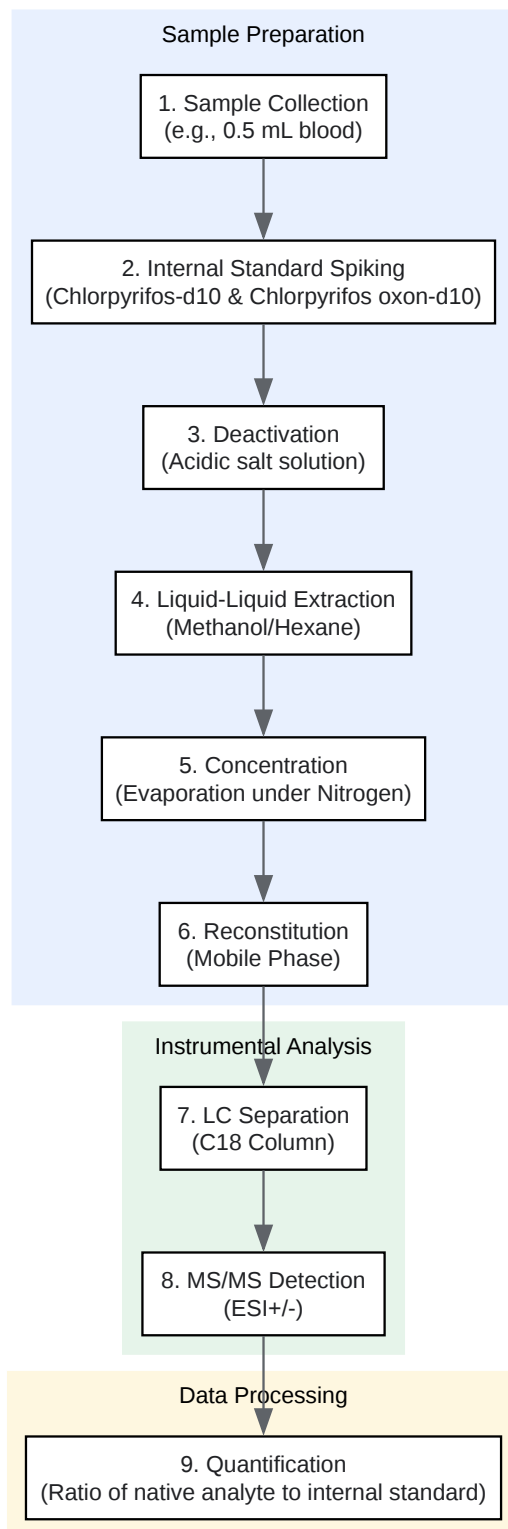 Sample Preparation
1. Sample Collection
(e.g., 0.5 mL blood)
2. Internal Standard Spiking
(Chlorpyrifos-d10 & Chlorpyrifos oxon-d10)
3. Deactivation
(Acidic salt solution)
4. Liquid-Liquid Extraction
(Methanol/Hexane)
5. Concentration
(Evaporation under Nitrogen)
6. Reconstitution
(Mobile Phase)
Instrumental Analysis
7. LC Separation
(C18 Column)
8. MS/MS Detection
(ESI+/-)
Data Processing
9. Quantification
(Ratio of native analyte to internal standard)